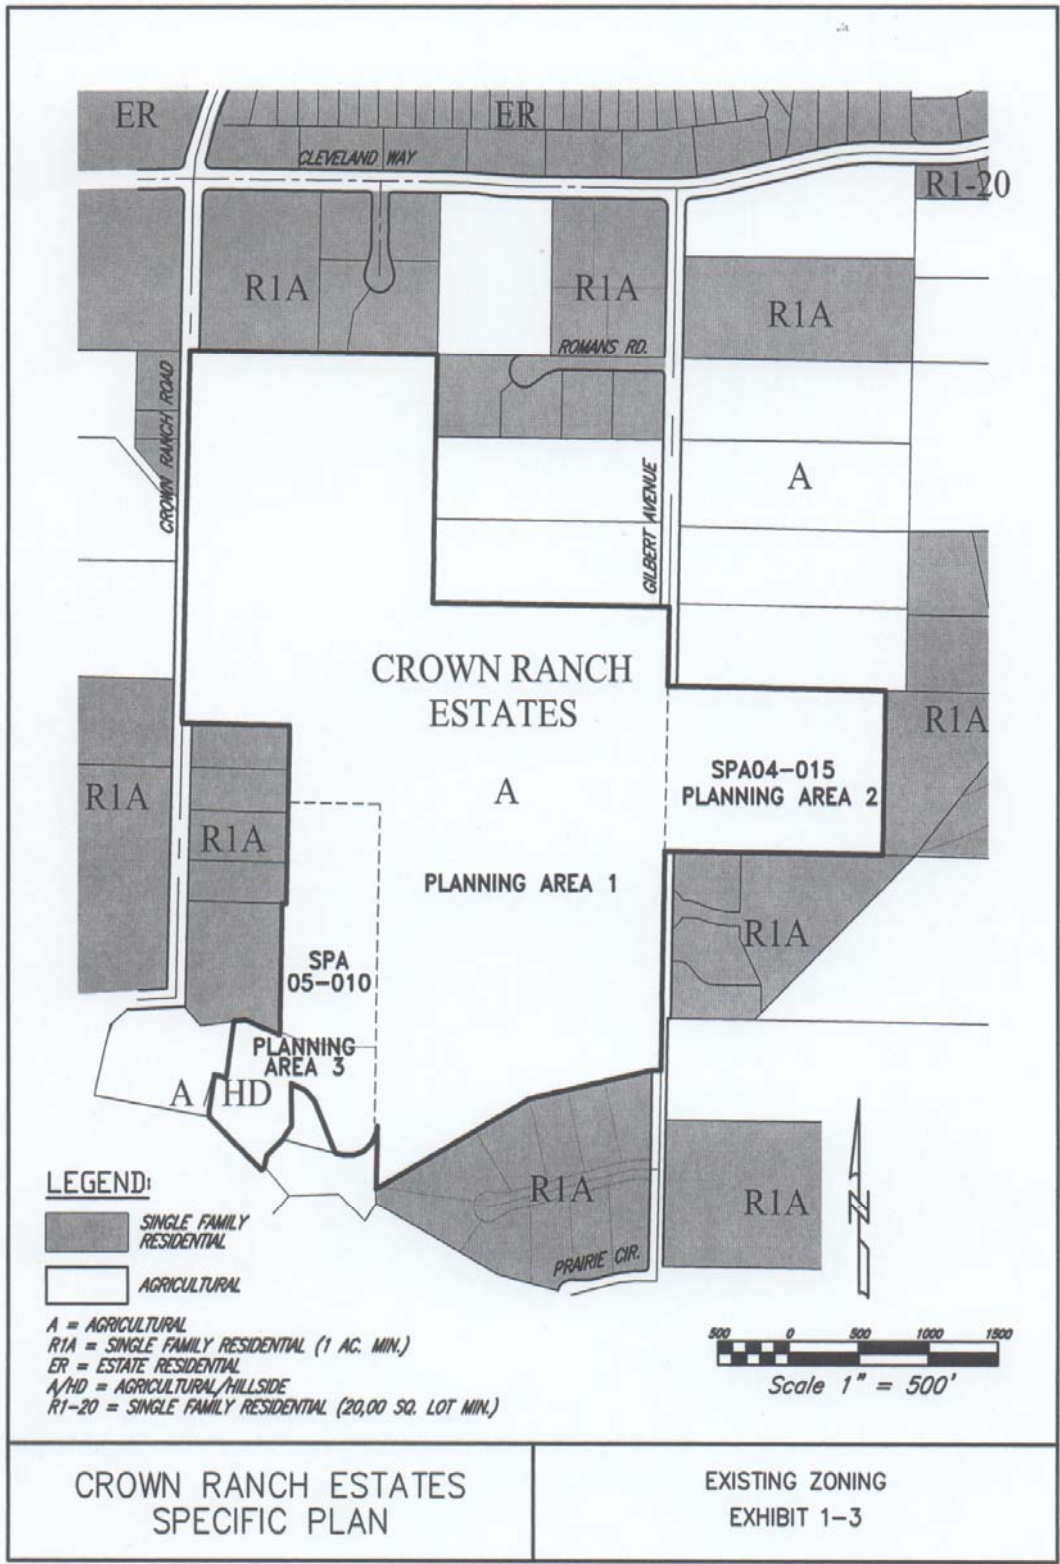 ER
ER
CLEVELAND WAY
R1-20
R1A
R1A
R1A
ROMANS RD.
CROWN RANCH ROAD
A
GILBERT AVENUE
CROWN RANCH
ESTATES
R1A
SPA04-015
PLANNING AREA 2
R1A
A
R1A
PLANNING AREA 1
R1A
SPA
05-010
PLANNING
AREA 3
A / HD
R1A
R1A
PRAIRIE CIR.
N
LEGEND:
SINGLE FAMILY
RESIDENTIAL
AGRICULTURAL
A = AGRICULTURAL
R1A = SINGLE FAMILY RESIDENTIAL (1 AC. MIN.)
ER = ESTATE RESIDENTIAL
A/HD = AGRICULTURAL/HILLSIDE
R1-20 = SINGLE FAMILY RESIDENTIAL (20,00 SQ. LOT MIN.)
500 0 500 1000 1500
Scale 1" = 500'
CROWN RANCH ESTATES
SPECIFIC PLAN
EXISTING ZONING
EXHIBIT 1-3